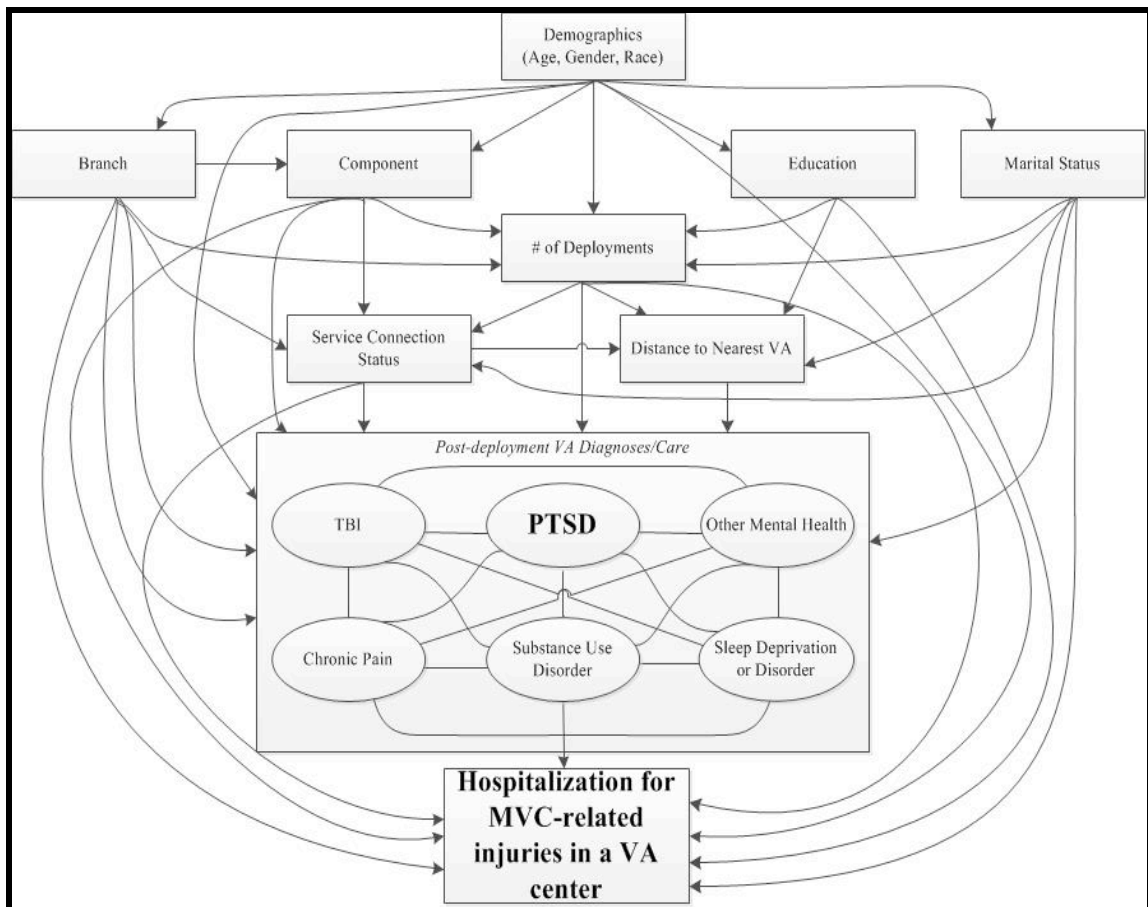 Demographics
(Age, Gender, Race)
Branch
Component
Education
Marital Status
# of Deployments
Service Connection
Status
Distance to Nearest VA
Post-deployment VA Diagnoses/Care
TBI
PTSD
Other Mental Health
Chronic Pain
Substance Use
Disorder
Sleep Deprivation
or Disorder
Hospitalization for
MVC-related
injuries in a VA
center